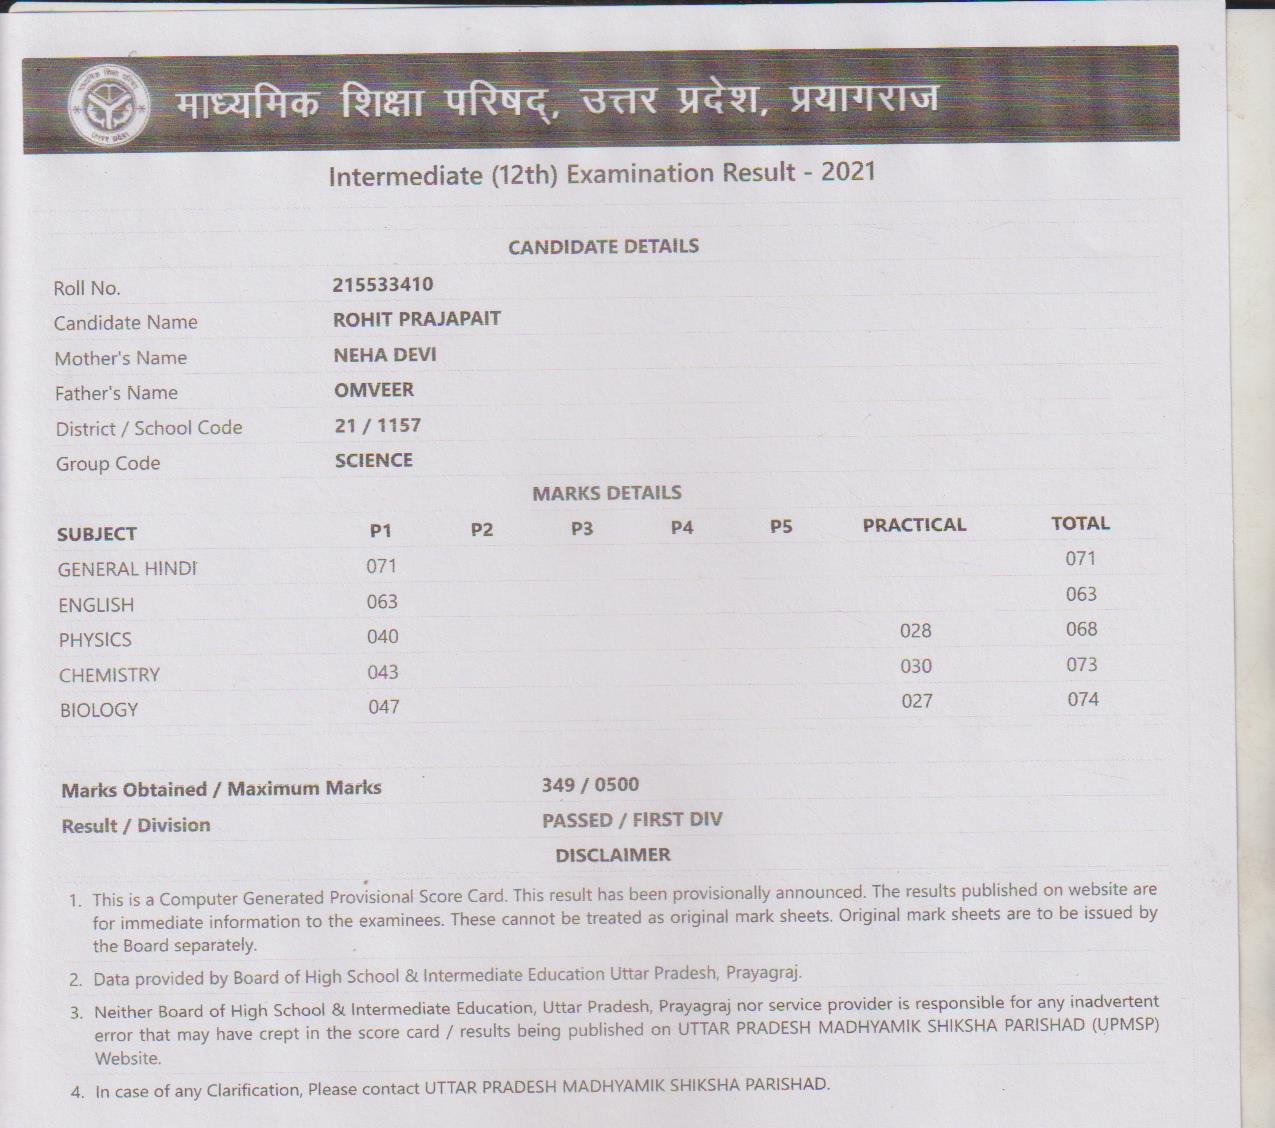 माध्यमिक शिक्षा परिषद्, उत्तर प्रदेश, प्रयागराज
Intermediate (12th) Examination Result - 2021
CANDIDATE DETAILS
Roll No. 215533410
Candidate Name ROHIT PRAJAPAIT
Mother's Name NEHA DEVI
Father's Name OMVEER
District / School Code 21 / 1157
Group Code SCIENCE
MARKS DETAILS
SUBJECT P1 P2 P3 P4 P5 PRACTICAL TOTAL
GENERAL HINDI 071 071
ENGLISH 063 063
PHYSICS 040 028 068
CHEMISTRY 043 030 073
BIOLOGY 047 027 074
Marks Obtained / Maximum Marks 349 / 0500
Result / Division PASSED / FIRST DIV
DISCLAIMER
1. This is a Computer Generated Provisional Score Card. This result has been provisionally announced. The results published on website are
for immediate information to the examinees. These cannot be treated as original mark sheets. Original mark sheets are to be issued by
the Board separately.
2. Data provided by Board of High School & Intermediate Education Uttar Pradesh, Prayagraj.
3. Neither Board of High School & Intermediate Education, Uttar Pradesh, Prayagraj nor service provider is responsible for any inadvertent
error that may have crept in the score card / results being published on UTTAR PRADESH MADHYAMIK SHIKSHA PARISHAD (UPMSP)
Website.
4. In case of any Clarification, Please contact UTTAR PRADESH MADHYAMIK SHIKSHA PARISHAD.